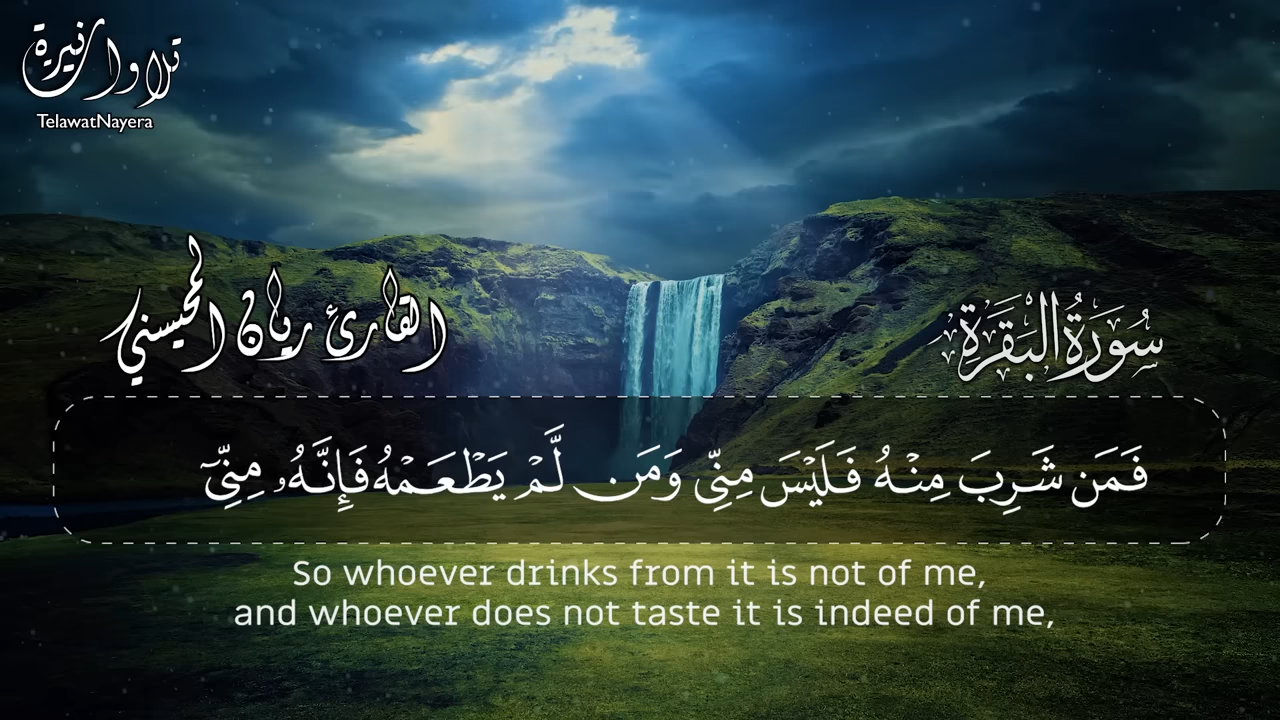 تلاوات نيرة
TelawatNayera
سُورَةُ البَقَرَةِ
القارئ ريان المحيسني
فَمَن شَرِبَ مِنْهُ فَلَيْسَ مِنِّي وَمَن لَّمْ يَطْعَمْهُ فَإِنَّهُۥ مِنِّيٓ
So whoever drinks from it is not of me,
and whoever does not taste it is indeed of me,